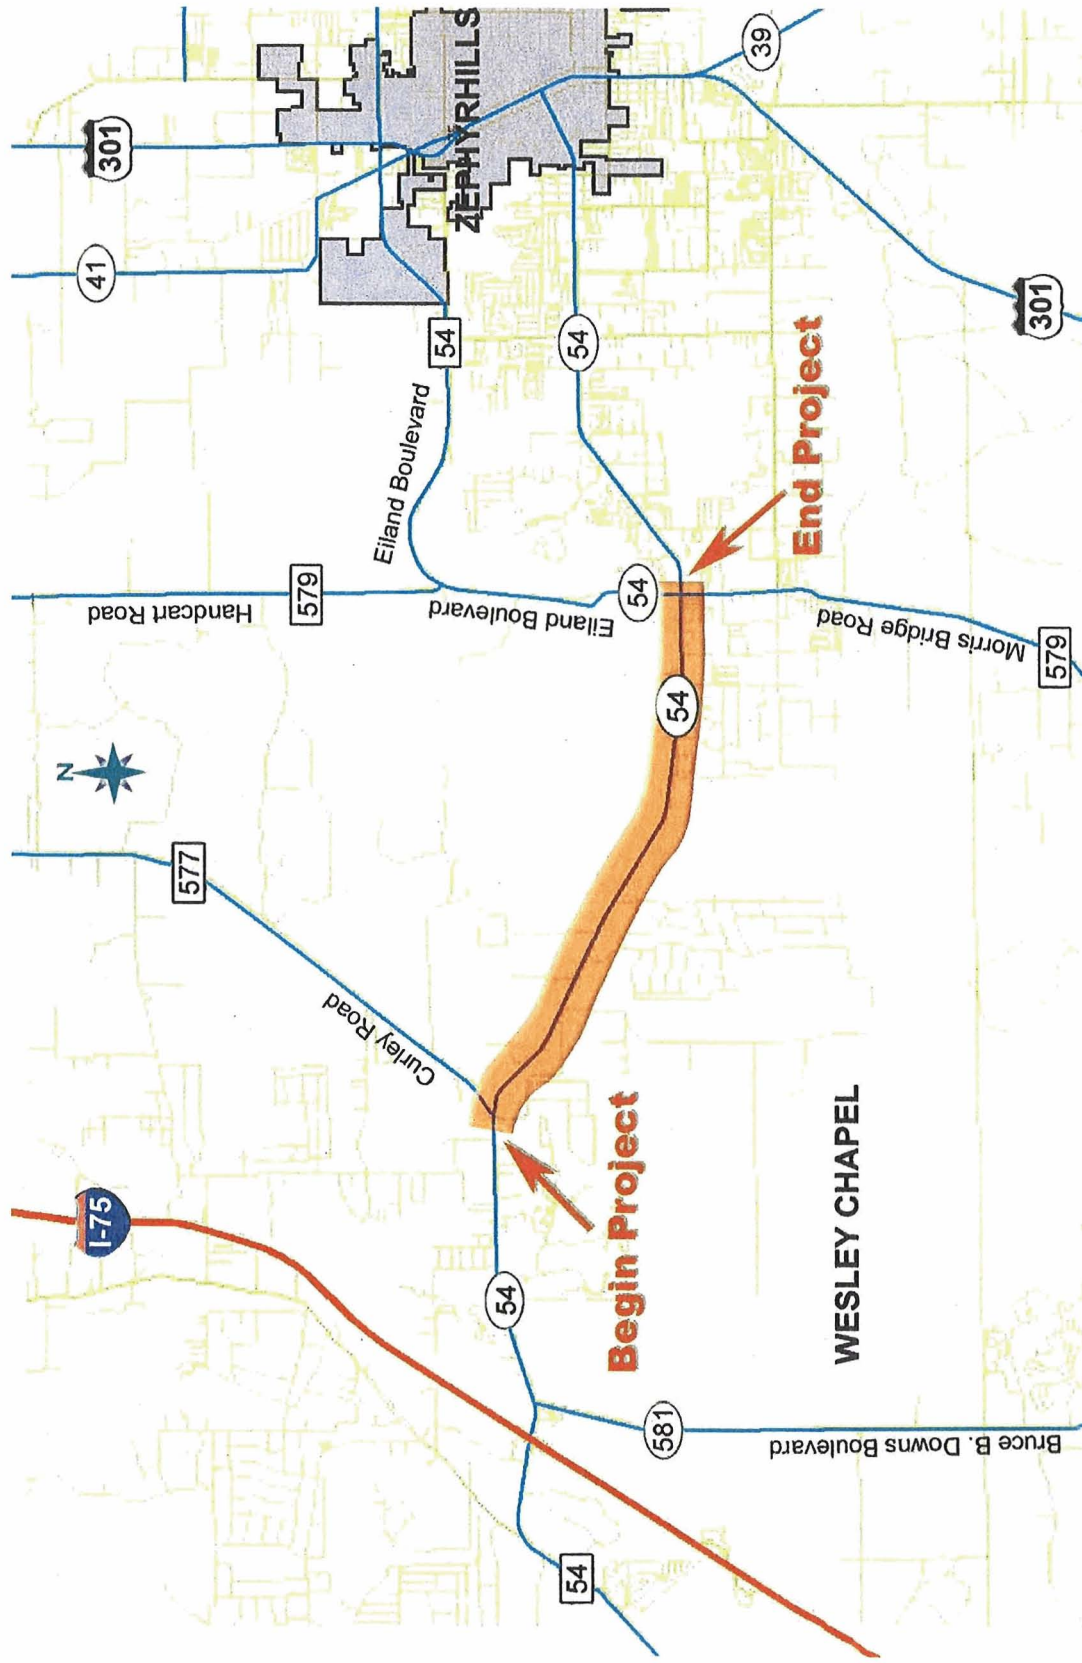 301
41
39
ZEPHYRHILLS
54
54
301
Eiland Boulevard
Handcart Road
579
Eiland Boulevard
54
End Project
Morris Bridge Road
579
N
54
577
Curley Road
I-75
Begin Project
54
WESLEY CHAPEL
581
Bruce B. Downs Boulevard
54